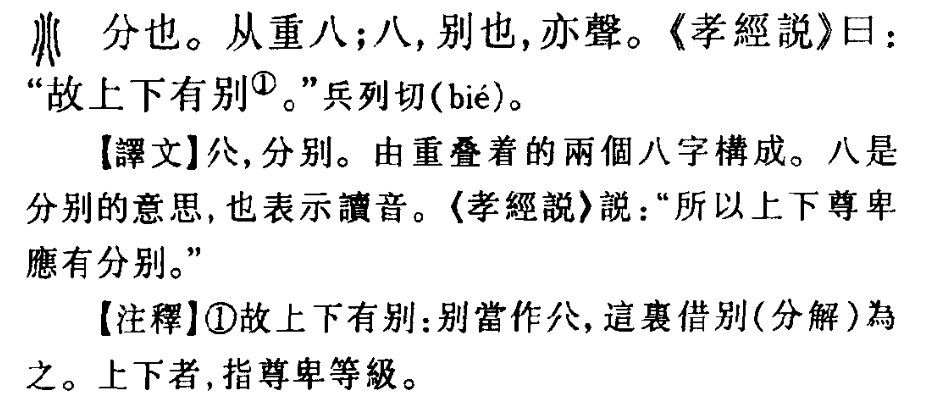 𠔁 分也。从重八;八,别也,亦聲。《孝經説》曰:
“故上下有别①。”兵列切(bié)。
【譯文】𠔁,分别。由重叠着的兩個八字構成。八是
分别的意思,也表示讀音。《孝經説》説:“所以上下尊卑
應有分别。”
【注釋】①故上下有别:别當作𠔁,這裏借别(分解)為
之。上下者,指尊卑等級。